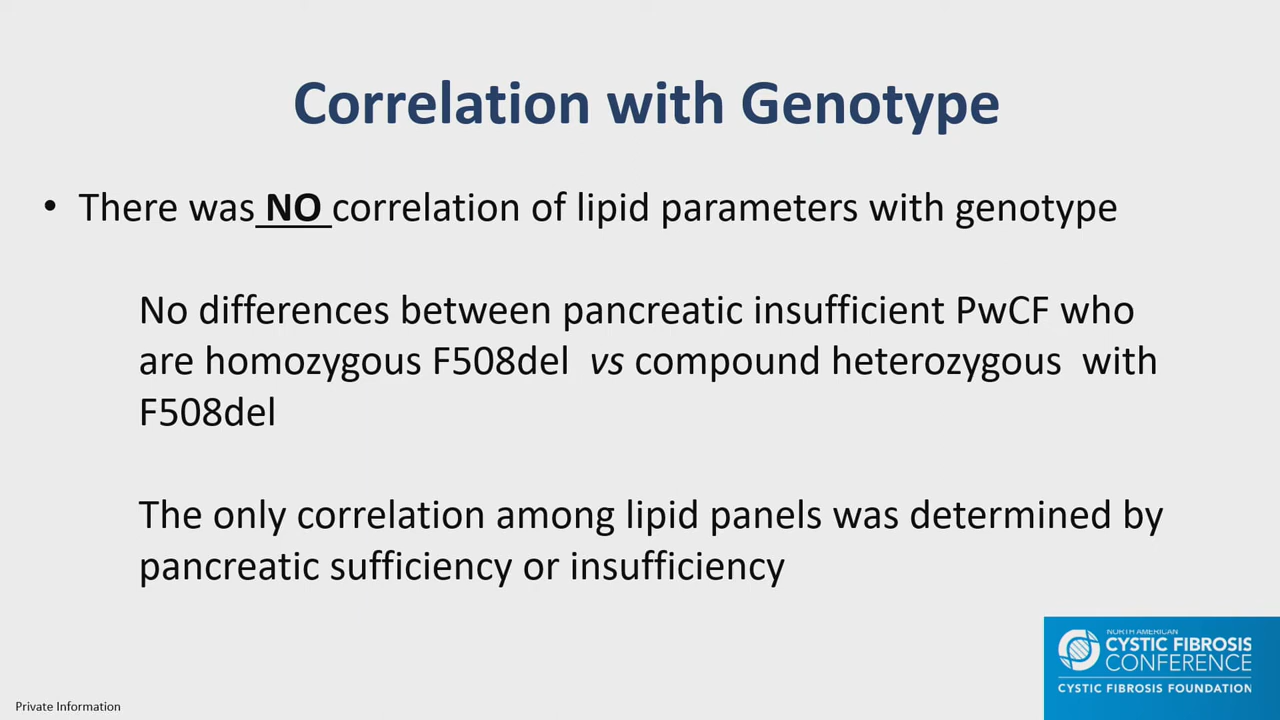 Correlation with Genotype
• There was NO correlation of lipid parameters with genotype
No differences between pancreatic insufficient PwCF who
are homozygous F508del vs compound heterozygous with
F508del
The only correlation among lipid panels was determined by
pancreatic sufficiency or insufficiency
NORTH AMERICAN
CYSTIC FIBROSIS
CONFERENCE
CYSTIC FIBROSIS FOUNDATION
Private Information